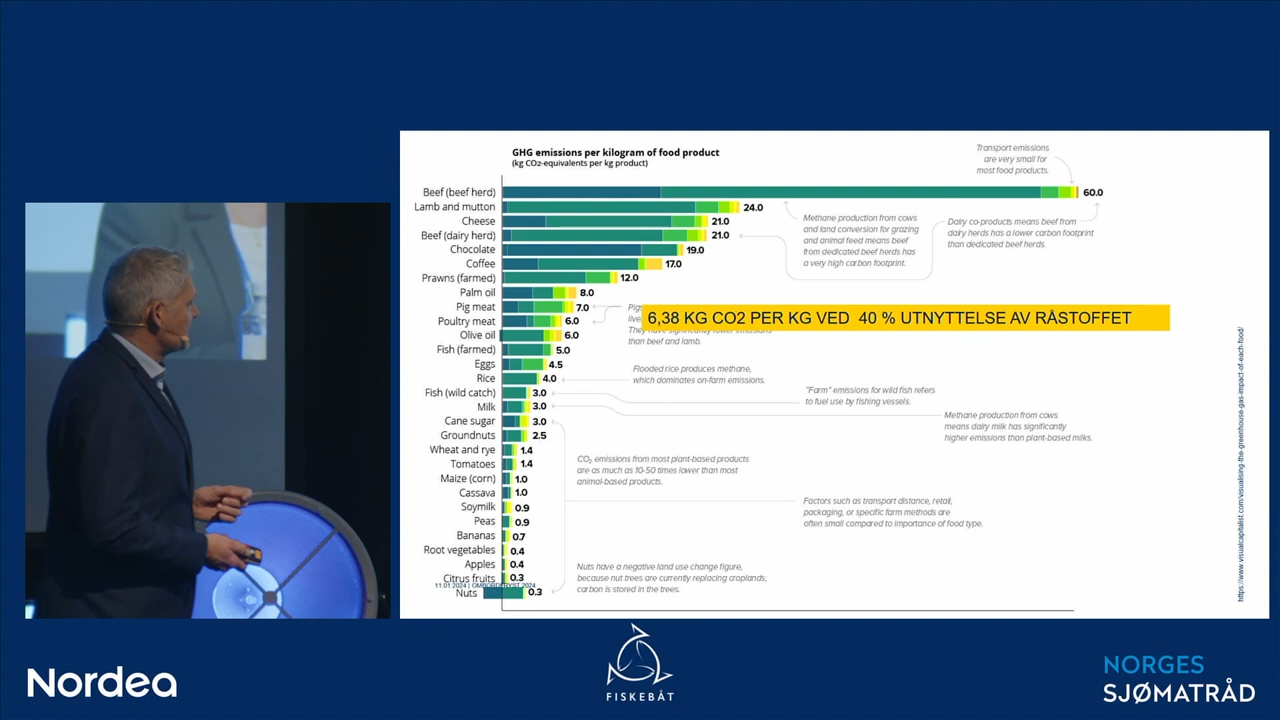 GHG emissions per kilogram of food product
(kg CO₂-equivalents per kg product)
Transport emissions
are very small for
most food products.
Beef (beef herd) 60.0
Lamb and mutton 24.0
Cheese 21.0
Beef (dairy herd) 21.0
Chocolate 19.0
Coffee 17.0
Prawns (farmed) 12.0
Palm oil 8.0
Pig meat 7.0
Poultry meat 6.0
Olive oil 6.0
Fish (farmed) 5.0
Eggs 4.5
Rice 4.0
Fish (wild catch) 3.0
Milk 3.0
Cane sugar 3.0
Groundnuts 2.5
Wheat and rye 1.4
Tomatoes 1.4
Maize (corn) 1.0
Cassava 1.0
Soymilk 0.9
Peas 0.9
Bananas 0.7
Root vegetables 0.4
Apples 0.4
Citrus fruits 0.3
11.01.2024 | OMBORDFRYST 2024
Nuts 0.3
Methane production from cows
and land conversion for grazing
and animal feed means beef
from dedicated beef herds has
a very high carbon footprint.
Dairy co-products means beef from
dairy herds has a lower carbon footprint
than dedicated beef herds.
6,38 KG CO2 PER KG VED 40 % UTNYTTELSE AV RÅSTOFFET
than beef and lamb.
Flooded rice produces methane,
which dominates on-farm emissions.
"Farm" emissions for wild fish refers
to fuel use by fishing vessels.
Methane production from cows
means dairy milk has significantly
higher emissions than plant-based milks.
CO₂ emissions from most plant-based products
are as much as 10-50 times lower than most
animal-based products.
Factors such as transport distance, retail,
packaging, or specific farm methods are
often small compared to importance of food type.
Nuts have a negative land use change figure,
because nut trees are currently replacing croplands;
carbon is stored in the trees.
https://www.visualcapitalist.com/visualising-the-greenhouse-gas-impact-of-each-food/
Nordea
FISKEBÅT
NORGES
SJØMATRÅD